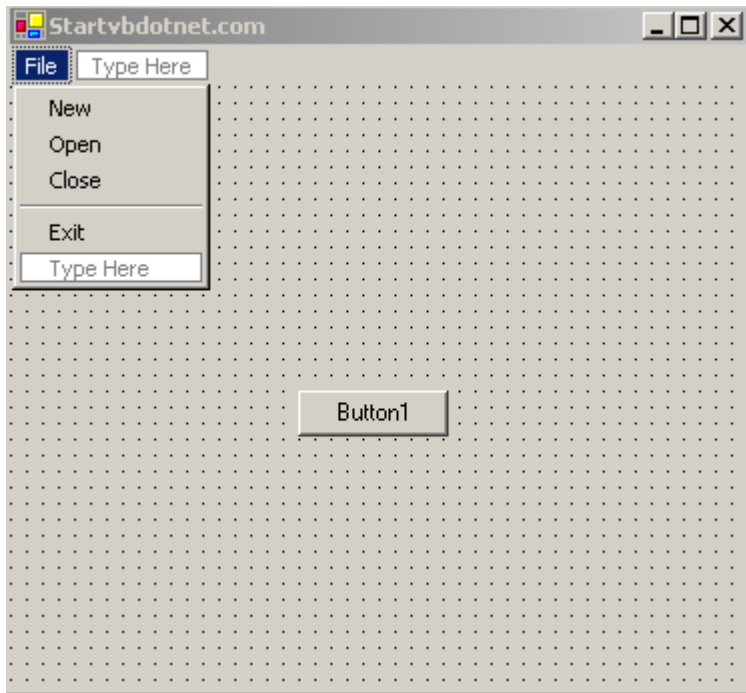 Startvbdotnet.com
File Type Here
New
Open
Close
Exit
Type Here
Button1